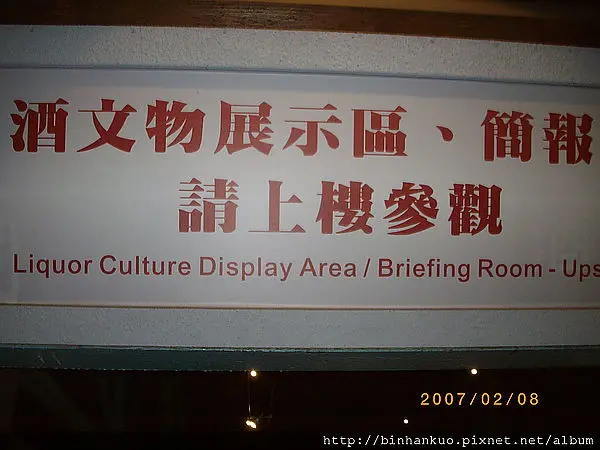 酒文物展示區、簡報
請上樓參觀
Liquor Culture Display Area / Briefing Room - Ups
2007/02/08
http://binhankuo.pixnet.net/album